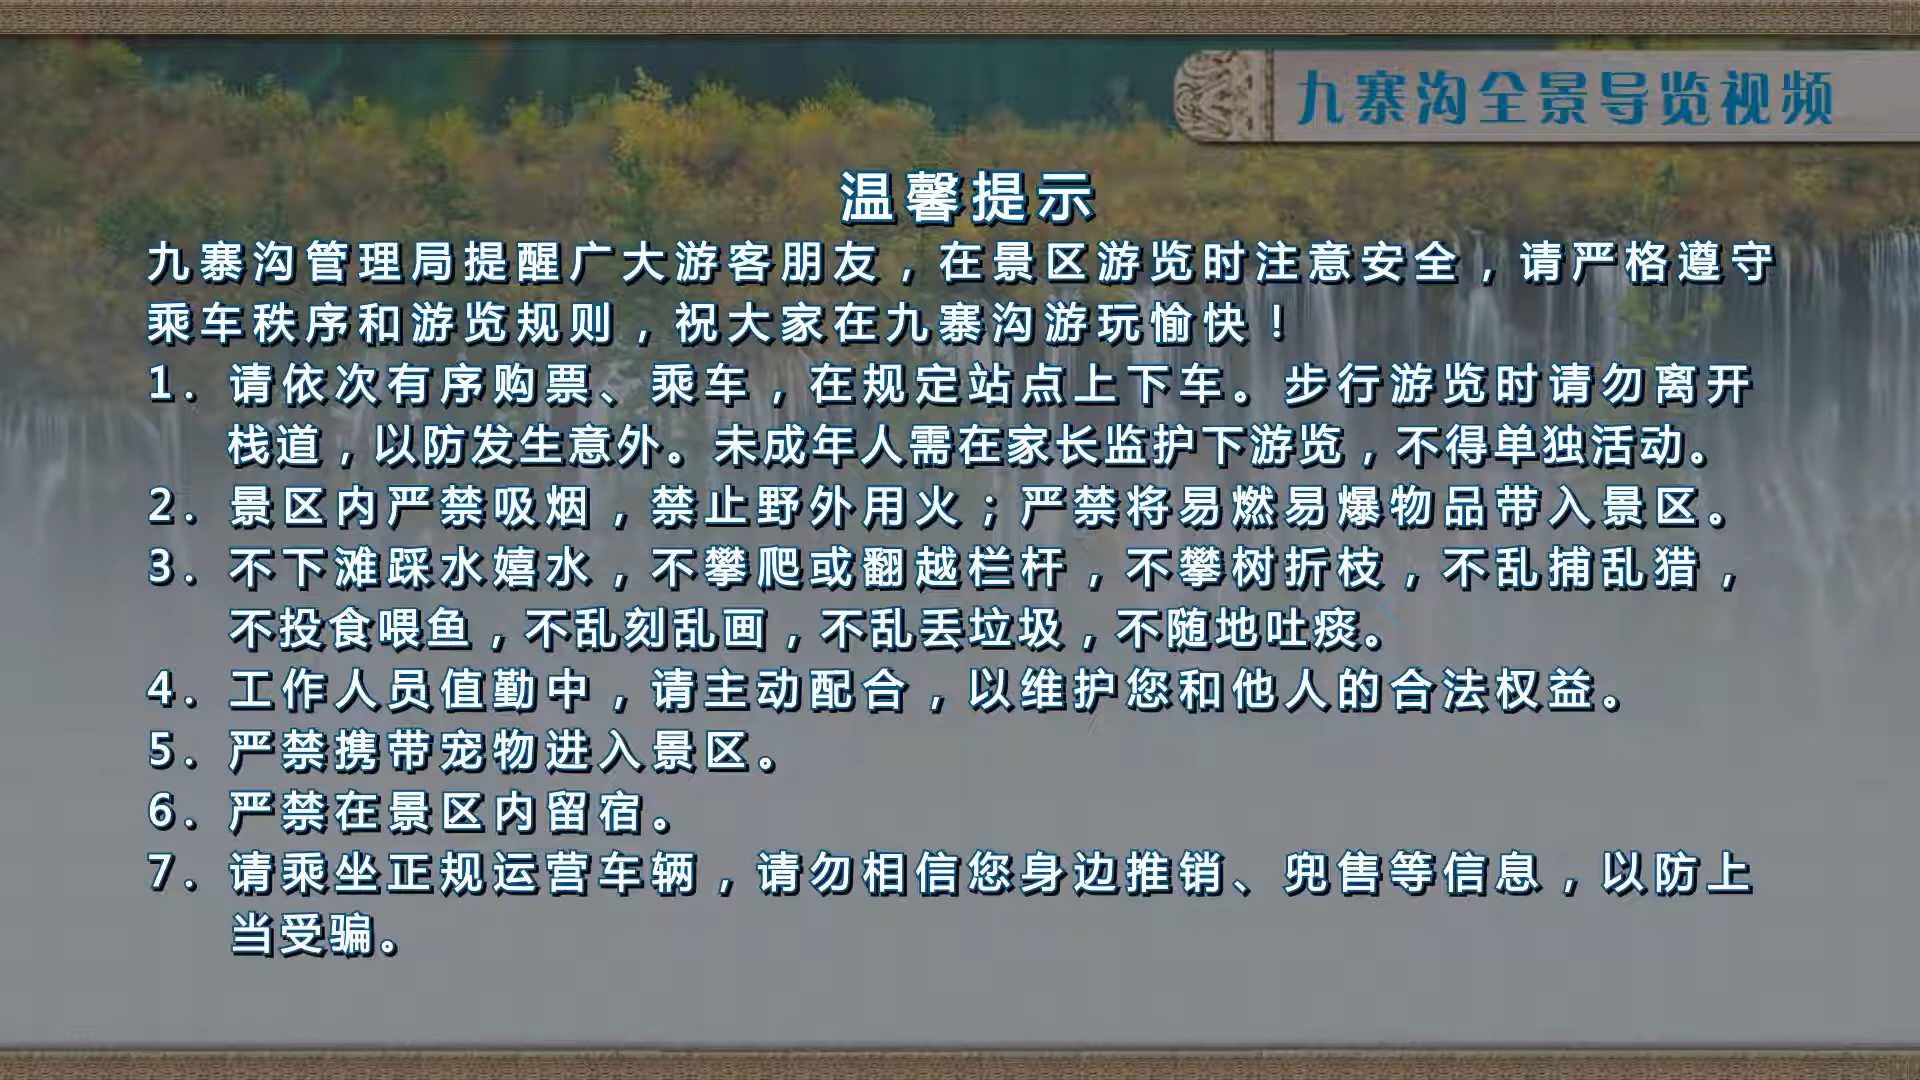 九寨沟全景导览视频
温馨提示
九寨沟管理局提醒广大游客朋友，在景区游览时注意安全，请严格遵守
乘车秩序和游览规则，祝大家在九寨沟游玩愉快！
1. 请依次有序购票、乘车，在规定站点上下车。步行游览时请勿离开
栈道，以防发生意外。未成年人需在家长监护下游览，不得单独活动。
2. 景区内严禁吸烟，禁止野外用火；严禁将易燃易爆物品带入景区。
3. 不下滩踩水嬉水，不攀爬或翻越栏杆，不攀树折枝，不乱捕乱猎，
不投食喂鱼，不乱刻乱画，不乱丢垃圾，不随地吐痰。
4. 工作人员值勤中，请主动配合，以维护您和他人的合法权益。
5. 严禁携带宠物进入景区。
6. 严禁在景区内留宿。
7. 请乘坐正规运营车辆，请勿相信您身边推销、兜售等信息，以防上
当受骗。